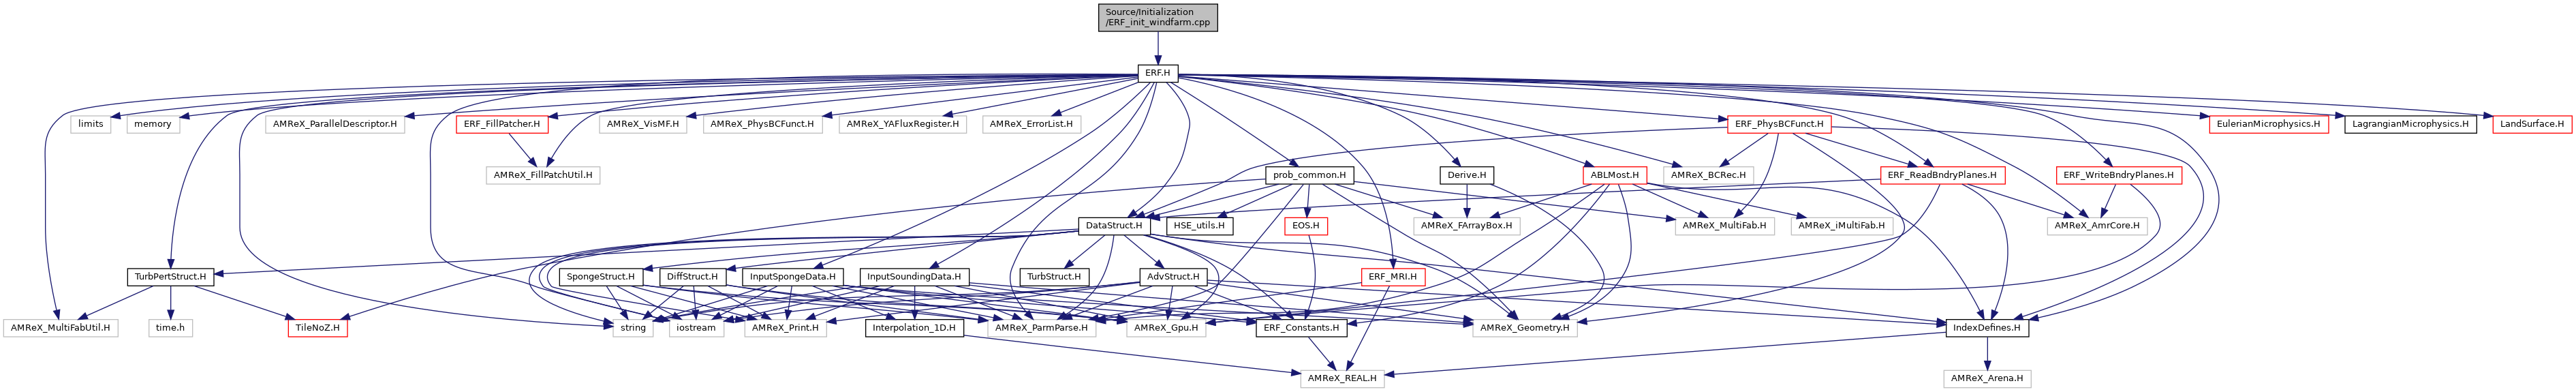 Source/Initialization
/ERF_init_windfarm.cpp
ERF.H
limits
memory
AMReX_ParallelDescriptor.H
ERF_FillPatcher.H
AMReX_VisMF.H
AMReX_PhysBCFunct.H
AMReX_YAFluxRegister.H
AMReX_ErrorList.H
ERF_PhysBCFunct.H
EulerianMicrophysics.H
LagrangianMicrophysics.H
LandSurface.H
AMReX_FillPatchUtil.H
prob_common.H
Derive.H
ABLMost.H
AMReX_BCRec.H
ERF_ReadBndryPlanes.H
ERF_WriteBndryPlanes.H
DataStruct.H
HSE_utils.H
EOS.H
AMReX_FArrayBox.H
AMReX_MultiFab.H
AMReX_iMultiFab.H
AMReX_AmrCore.H
TurbPertStruct.H
SpongeStruct.H
DiffStruct.H
InputSpongeData.H
InputSoundingData.H
TurbStruct.H
AdvStruct.H
ERF_MRI.H
AMReX_MultiFabUtil.H
time.h
TileNoZ.H
string
iostream
AMReX_Print.H
Interpolation_1D.H
AMReX_ParmParse.H
AMReX_Gpu.H
ERF_Constants.H
AMReX_Geometry.H
IndexDefines.H
AMReX_REAL.H
AMReX_Arena.H